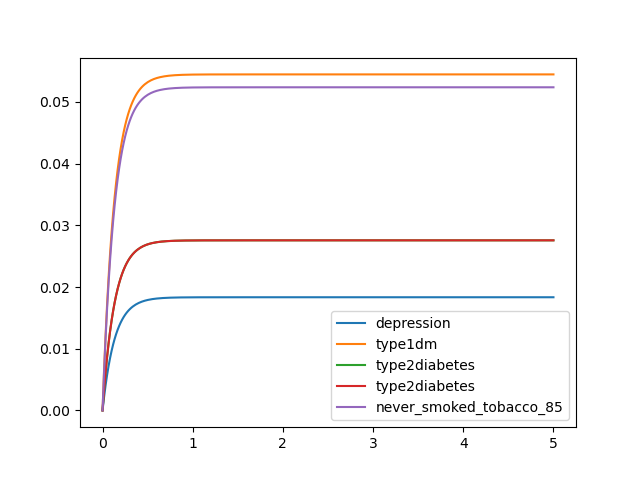 0.05
0.04
0.03
0.02
0.01
0.00
depression
type1dm
type2diabetes
type2diabetes
never_smoked_tobacco_85
0 1 2 3 4 5